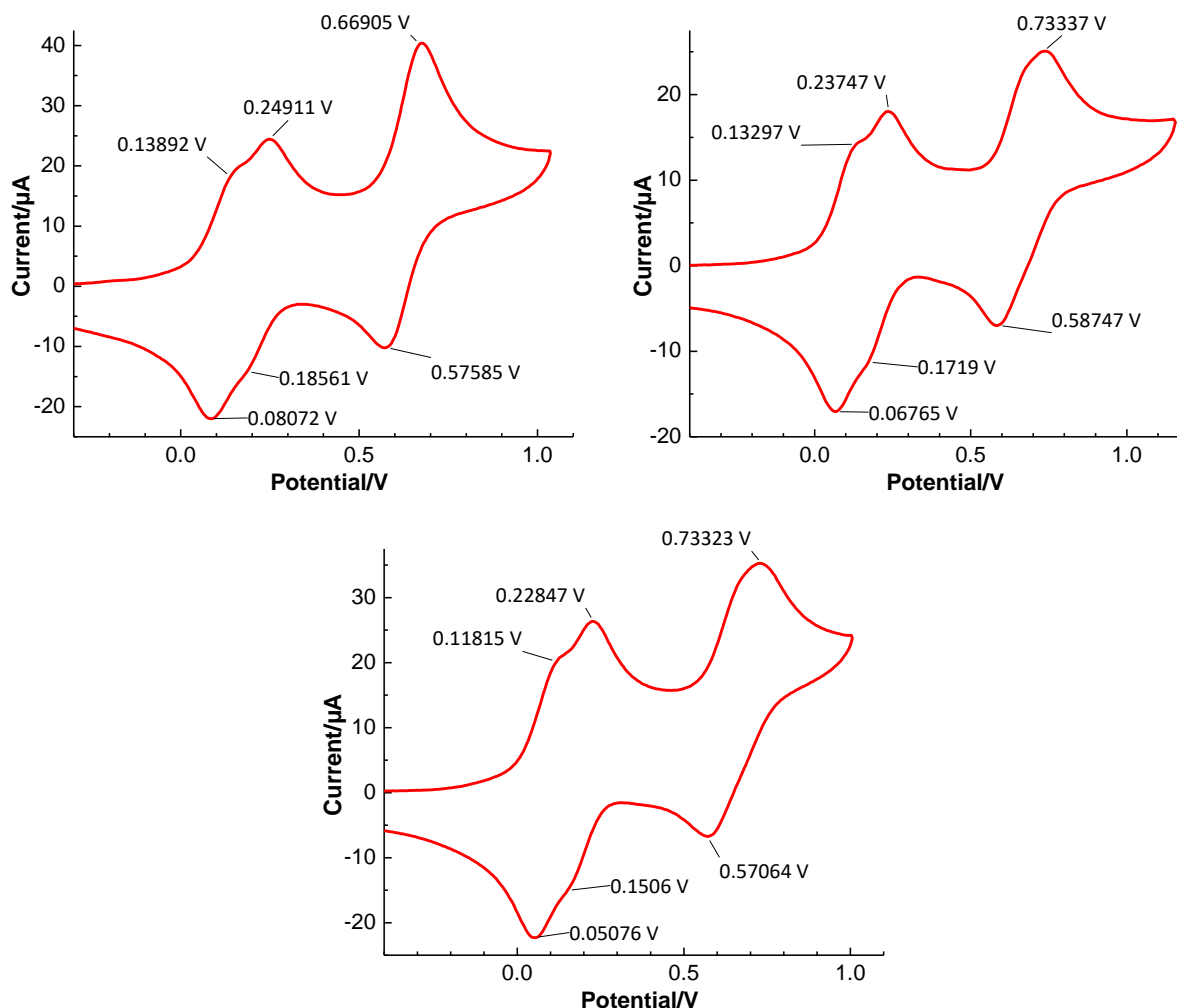 0.66905 V
0.24911 V
0.13892 V
40
30
20
10
0
-10
-20
Current/µA
0.18561 V
0.57585 V
0.08072 V
0.0
0.5
1.0
Potential/V
0.73337 V
0.23747 V
0.13297 V
20
10
0
-10
-20
Current/µA
0.58747 V
0.1719 V
0.06765 V
0.0
0.5
1.0
Potential/V
0.73323 V
0.22847 V
0.11815 V
30
20
10
0
-10
-20
Current/µA
0.57064 V
0.1506 V
0.05076 V
0.0
0.5
1.0
Potential/V